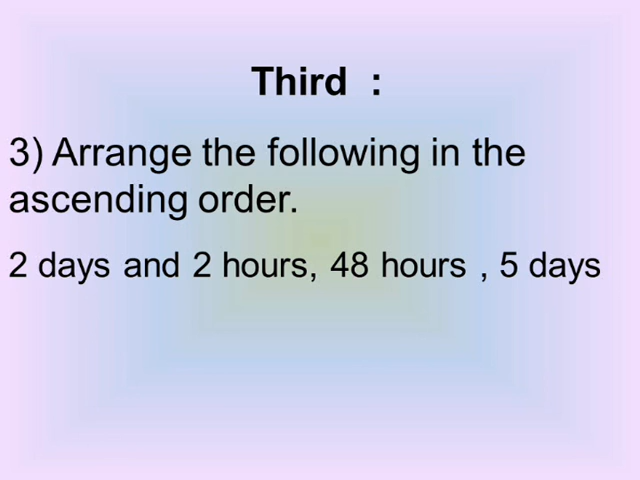 Third :
3) Arrange the following in the
ascending order.
2 days and 2 hours, 48 hours , 5 days